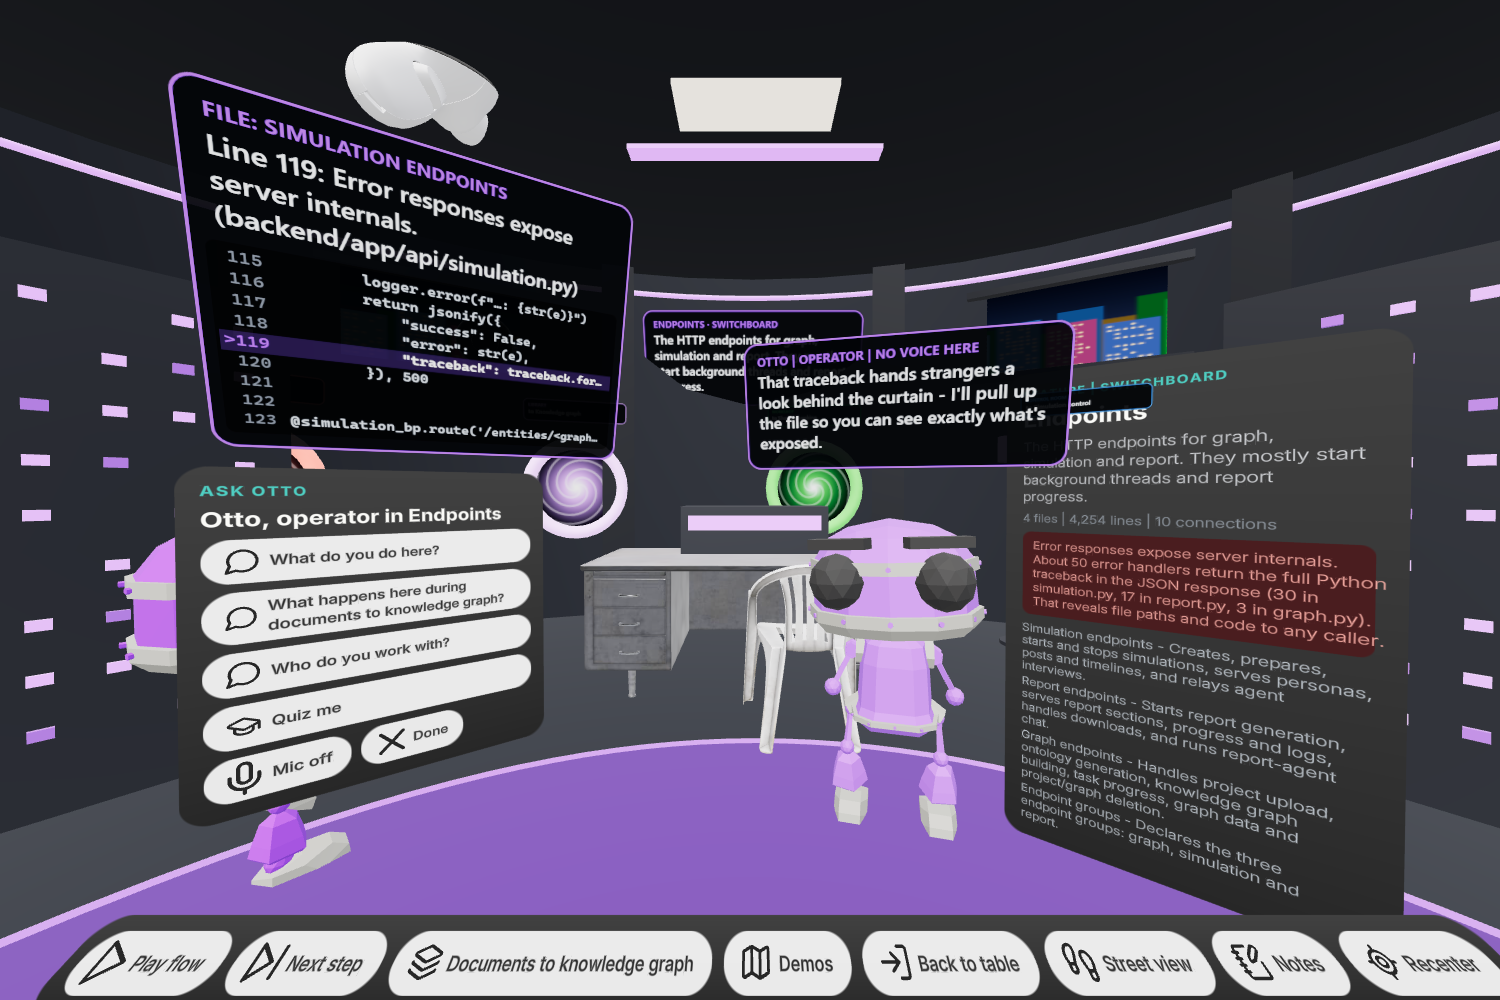 FILE: SIMULATION ENDPOINTS
Line 119: Error responses expose
server internals.
(backend/app/api/simulation.py)
115
116 logger.error(f"…: {str(e)}")
117 return jsonify({
118 "success": False,
>119 "error": str(e),
120 "traceback": traceback.for…
121 }), 500
122
123 @simulation_bp.route('/entities/<graph…
ENDPOINTS · SWITCHBOARD
The HTTP endpoints for graph,
simulation and
start background threads and report
OTTO | OPERATOR | NO VOICE HERE
That traceback hands strangers a
look behind the curtain - I'll pull up
the file so you can see exactly what's
exposed.
| SWITCHBOARD
Endpoints
The HTTP endpoints for graph,
simulation and report. They mostly start
background threads and report
progress.
4 files | 4,254 lines | 10 connections
Error responses expose server internals.
About 50 error handlers return the full Python
traceback in the JSON response (30 in
simulation.py, 17 in report.py, 3 in graph.py).
That reveals file paths and code to any caller.
Simulation endpoints - Creates, prepares,
starts and stops simulations, serves personas,
posts and timelines, and relays agent
interviews.
Report endpoints - Starts report generation,
serves report sections, progress and logs,
handles downloads, and runs report-agent
chat.
Graph endpoints - Handles project upload,
ontology generation, knowledge graph
building, task progress, graph data and
project/graph deletion.
Endpoint groups - Declares the three
endpoint groups: graph, simulation and
report.
ASK OTTO
Otto, operator in Endpoints
What do you do here?
What happens here during
documents to knowledge graph?
Who do you work with?
Quiz me
Mic off
Done
Play flow
Next step
Documents to knowledge graph
Demos
Back to table
Street view
Notes
Recenter